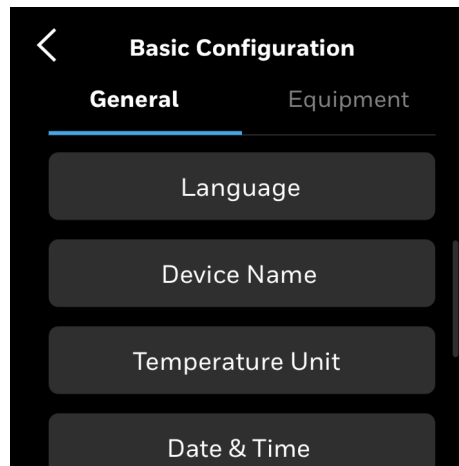 Basic Configuration
General Equipment
Language
Device Name
Temperature Unit
Date & Time